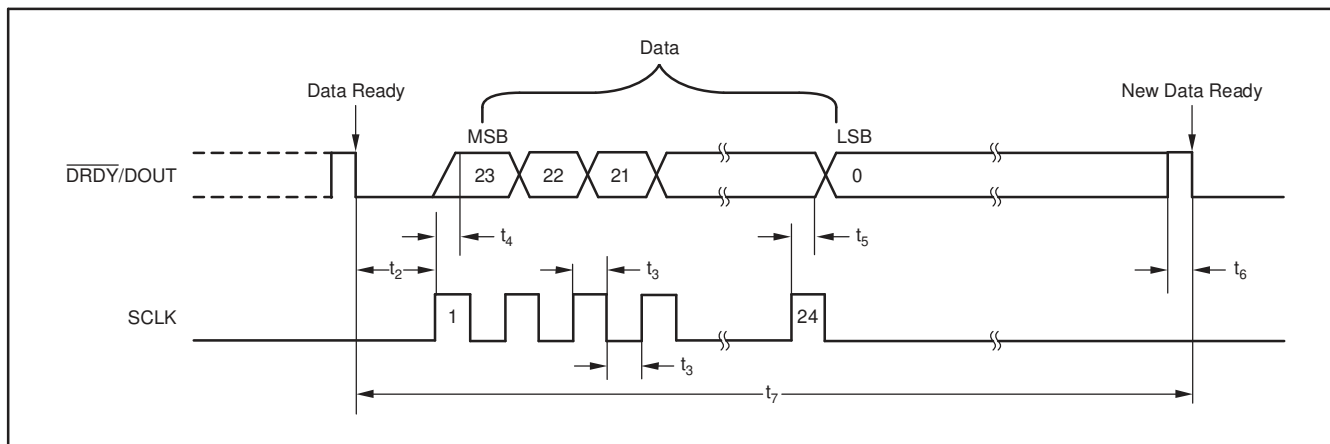 Data
Data Ready
New Data Ready
MSB
LSB
DRDY/DOUT
23
22
21
0
t4
t5
t2
t3
t6
SCLK
1
24
t3
t7